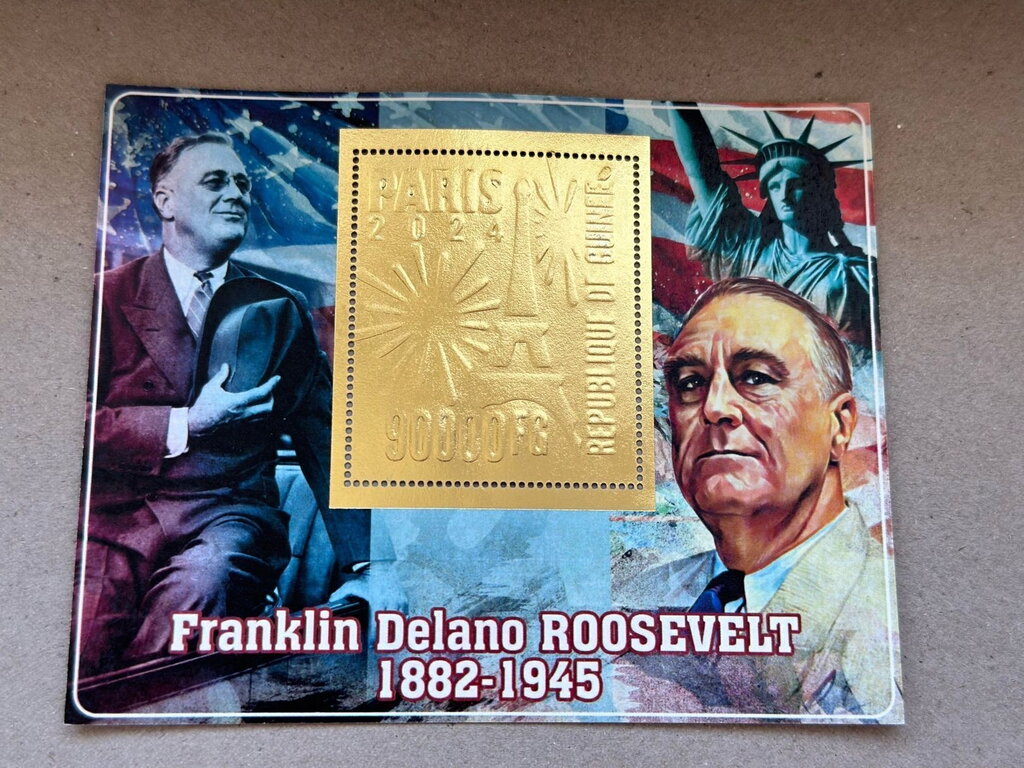 PARIS
2024
REPUBLIQUE DE GUINEE
90000FG
Franklin Delano ROOSEVELT
1882-1945